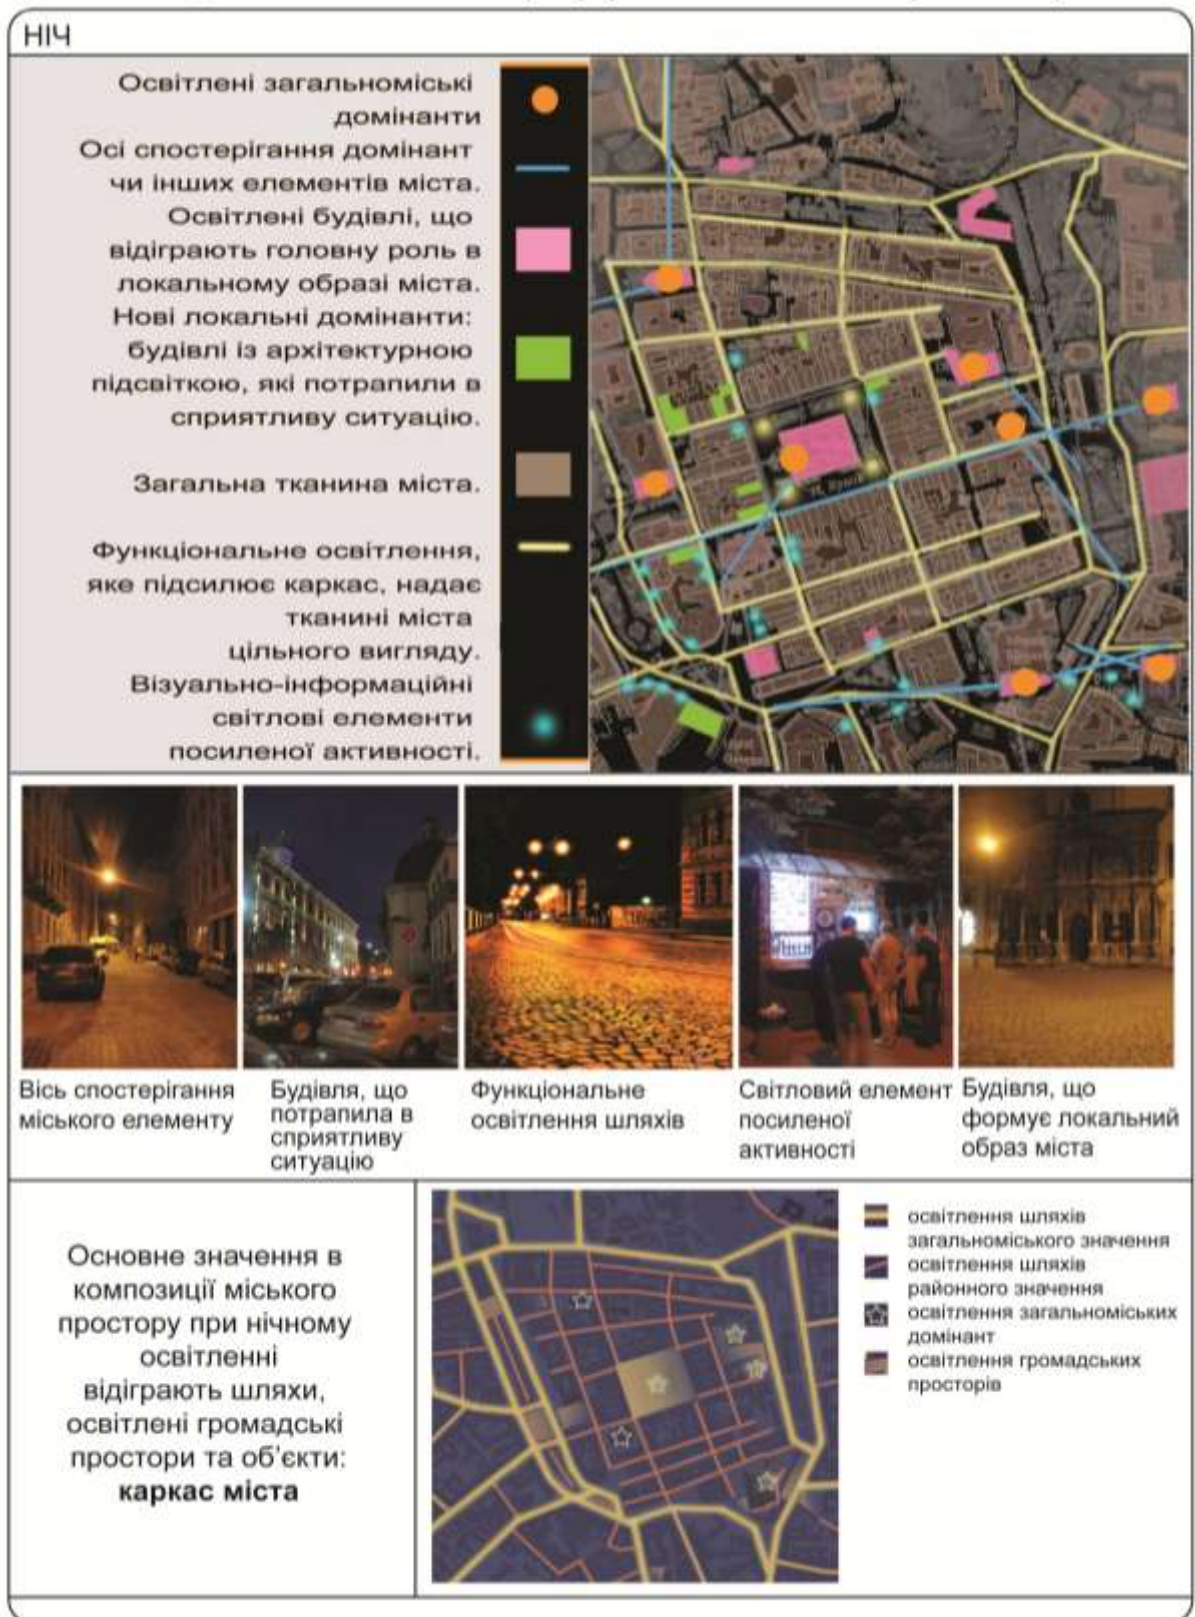 НІЧ
Освітлені загальноміські
домінанти
Осі спостерігання домінант
чи інших елементів міста.
Освітлені будівлі, що
відіграють головну роль в
локальному образі міста.
Нові локальні домінанти:
будівлі із архітектурною
підсвіткою, які потрапили в
сприятливу ситуацію.
Загальна тканина міста.
Функціональне освітлення,
яке підсилює каркас, надає
тканині міста
цільного вигляду.
Візуально-інформаційні
світлові елементи
посиленої активності.
Вісь спостерігання
міського елементу
Будівля, що
потрапила в
сприятливу
ситуацію
Функціональне
освітлення шляхів
Світловий елемент
посиленої
активності
Будівля, що
формує локальний
образ міста
Основне значення в
композиції міського
простору при нічному
освітленні
відіграють шляхи,
освітлені громадські
простори та об’єкти:
каркас міста
освітлення шляхів
загальноміського значення
освітлення шляхів
районного значення
освітлення загальноміських
домінант
освітлення громадських
просторів